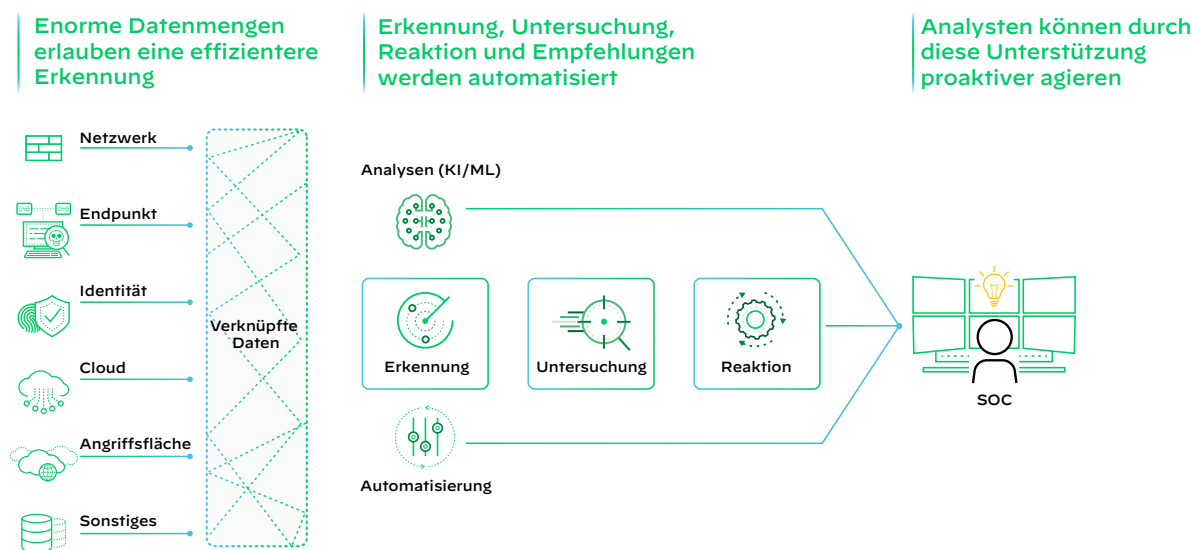 Enorme Datenmengen
erlauben eine effizientere
Erkennung
Erkennung, Untersuchung,
Reaktion und Empfehlungen
werden automatisiert
Analysten können durch
diese Unterstützung
proaktiver agieren
Netzwerk
Endpunkt
Identität
Cloud
Angriffsfläche
Sonstiges
Verknüpfte
Daten
Analysen (KI/ML)
Erkennung
Untersuchung
Reaktion
Automatisierung
SOC